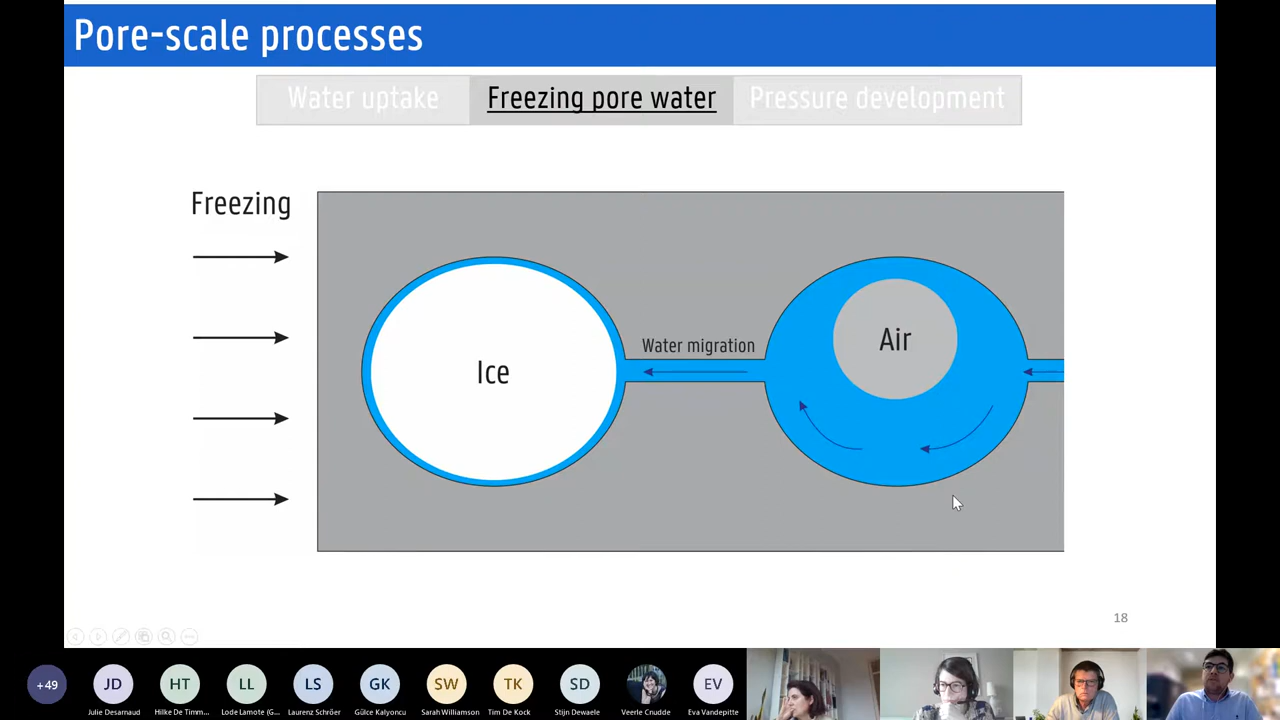 Pore-scale processes
Water uptake
Freezing pore water
Pressure development
Freezing
Ice
Water migration
Air
18
+49
JD
HT
LL
LS
GK
SW
TK
SD
EV
Julie Desarnaud
Hilke De Timm...
Lode Lamote (G...
Laurenz Schröer
Gülce Kalyoncu
Sarah Williamson
Tim De Kock
Stijn Dewaele
Veerle Cnudde
Eva Vandepitte